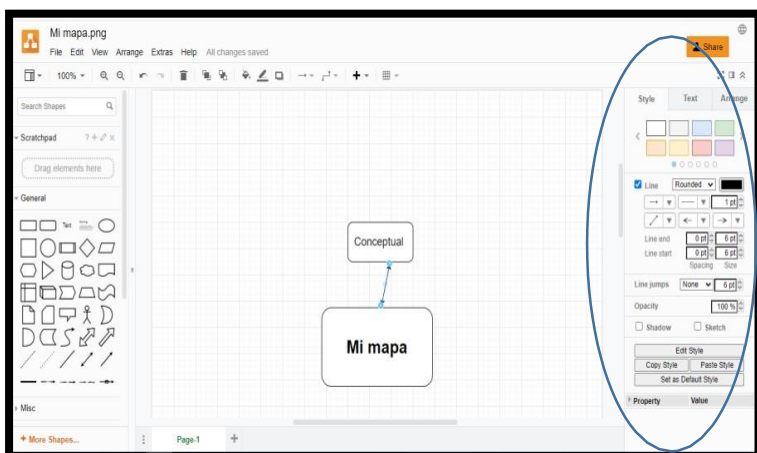 Mi mapa.png
File Edit View Arrange Extras Help All changes saved
Share
100%
Search Shapes
Scratchpad
Drag elements here
General
Text
Misc
+ More Shapes...
Conceptual
Mi mapa
Page-1
Style Text Arrange
Line Rounded
1 pt
Line end 0 pt 6 pt
Line start 0 pt 6 pt
Spacing Size
Line jumps None 6 pt
Opacity 100 %
Shadow Sketch
Edit Style
Copy Style Paste Style
Set as Default Style
Property Value